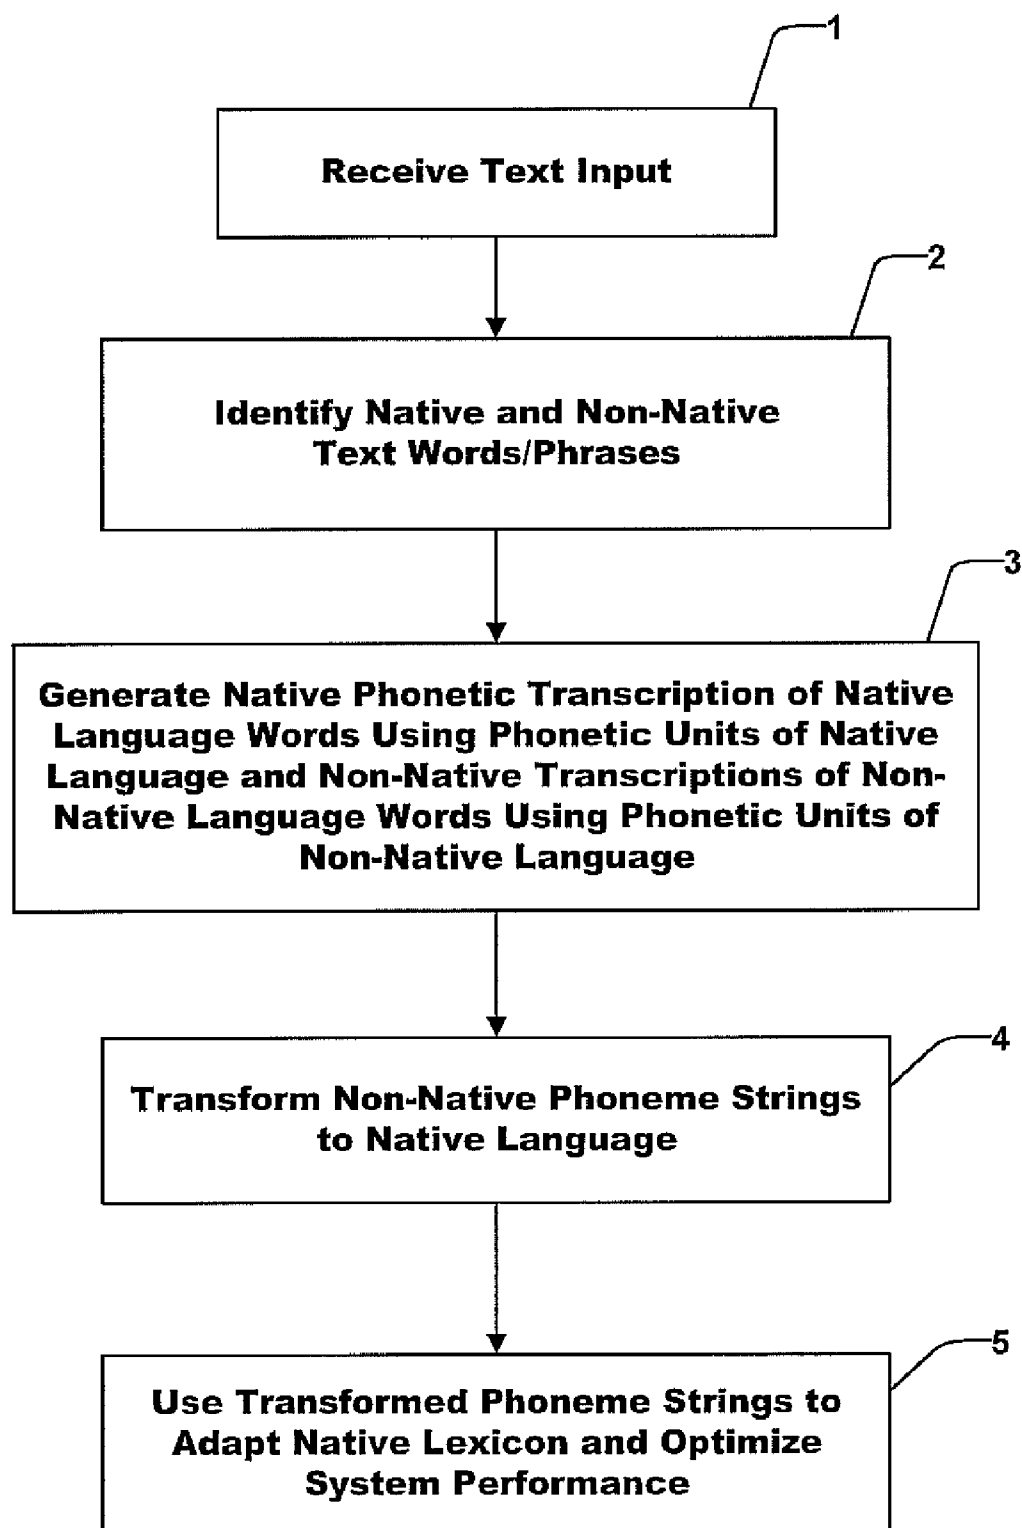 1
Receive Text Input
2
Identify Native and Non-Native
Text Words/Phrases
3
Generate Native Phonetic Transcription of Native
Language Words Using Phonetic Units of Native
Language and Non-Native Transcriptions of Non-
Native Language Words Using Phonetic Units of
Non-Native Language
4
Transform Non-Native Phoneme Strings
to Native Language
5
Use Transformed Phoneme Strings to
Adapt Native Lexicon and Optimize
System Performance